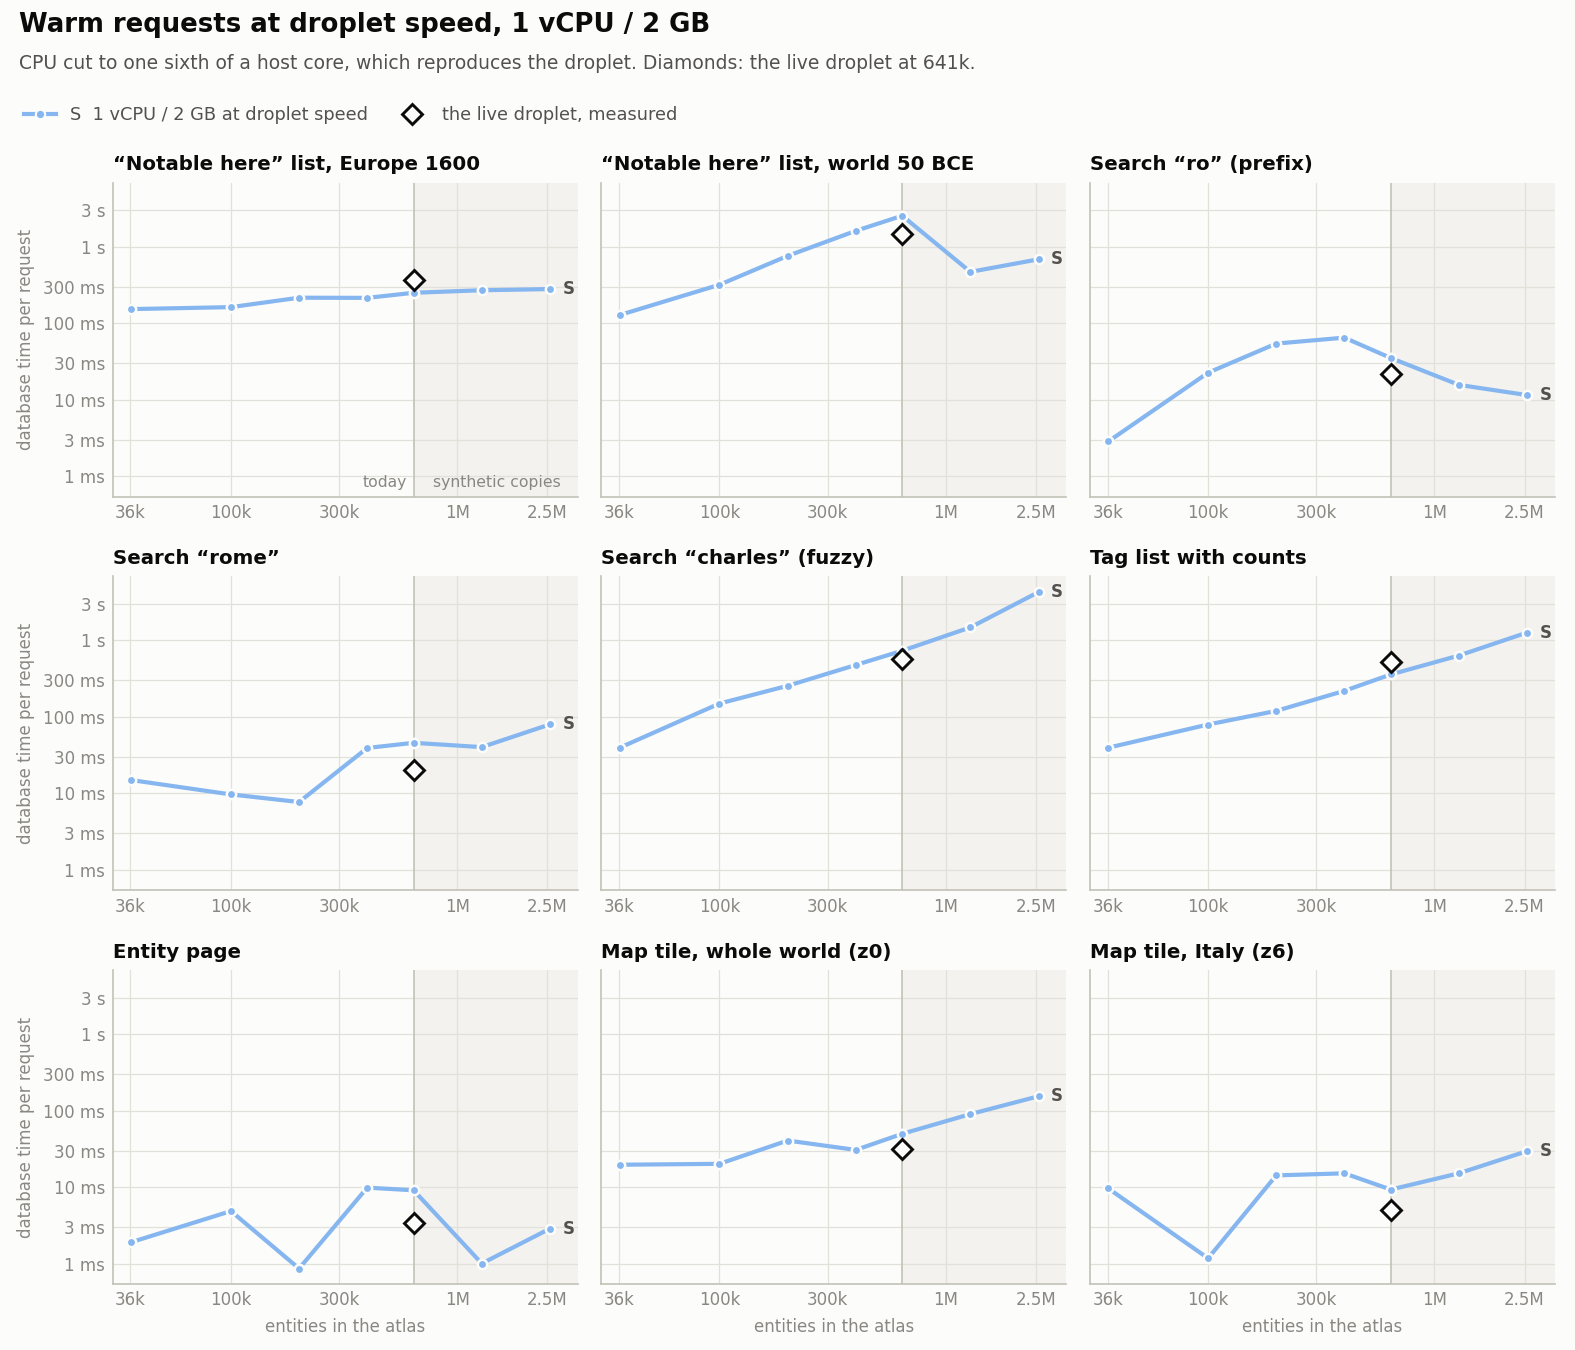 Warm requests at droplet speed, 1 vCPU / 2 GB
CPU cut to one sixth of a host core, which reproduces the droplet. Diamonds: the live droplet at 641k.
S 1 vCPU / 2 GB at droplet speed
the live droplet, measured
“Notable here” list, Europe 1600
database time per request
3 s
1 s
300 ms
100 ms
30 ms
10 ms
3 ms
1 ms
S
today
synthetic copies
36k 100k 300k 1M 2.5M
“Notable here” list, world 50 BCE
S
36k 100k 300k 1M 2.5M
Search “ro” (prefix)
S
36k 100k 300k 1M 2.5M
Search “rome”
database time per request
3 s
1 s
300 ms
100 ms
30 ms
10 ms
3 ms
1 ms
S
36k 100k 300k 1M 2.5M
Search “charles” (fuzzy)
S
36k 100k 300k 1M 2.5M
Tag list with counts
S
36k 100k 300k 1M 2.5M
Entity page
database time per request
3 s
1 s
300 ms
100 ms
30 ms
10 ms
3 ms
1 ms
S
36k 100k 300k 1M 2.5M
entities in the atlas
Map tile, whole world (z0)
S
36k 100k 300k 1M 2.5M
entities in the atlas
Map tile, Italy (z6)
S
36k 100k 300k 1M 2.5M
entities in the atlas